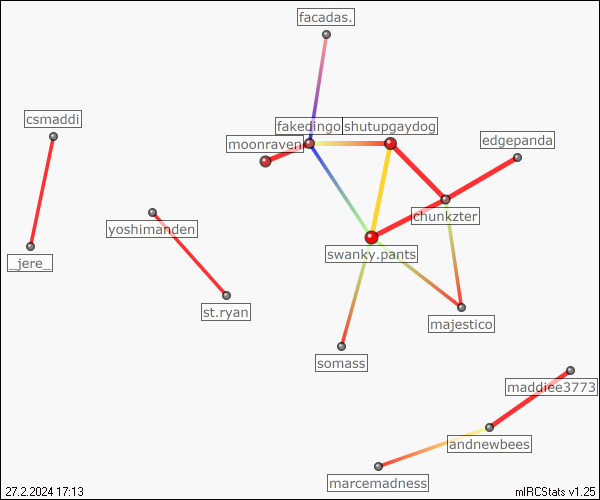 facadas.
csmaddi
fakedingo
shutupgaydog
moonraven
edgepanda
chunkzter
yoshimanden
swanky.pants
_jere_
st.ryan
majestico
somass
maddiee3773
andnewbees
marcemadness
27.2.2024 17:13
mIRCStats v1.25